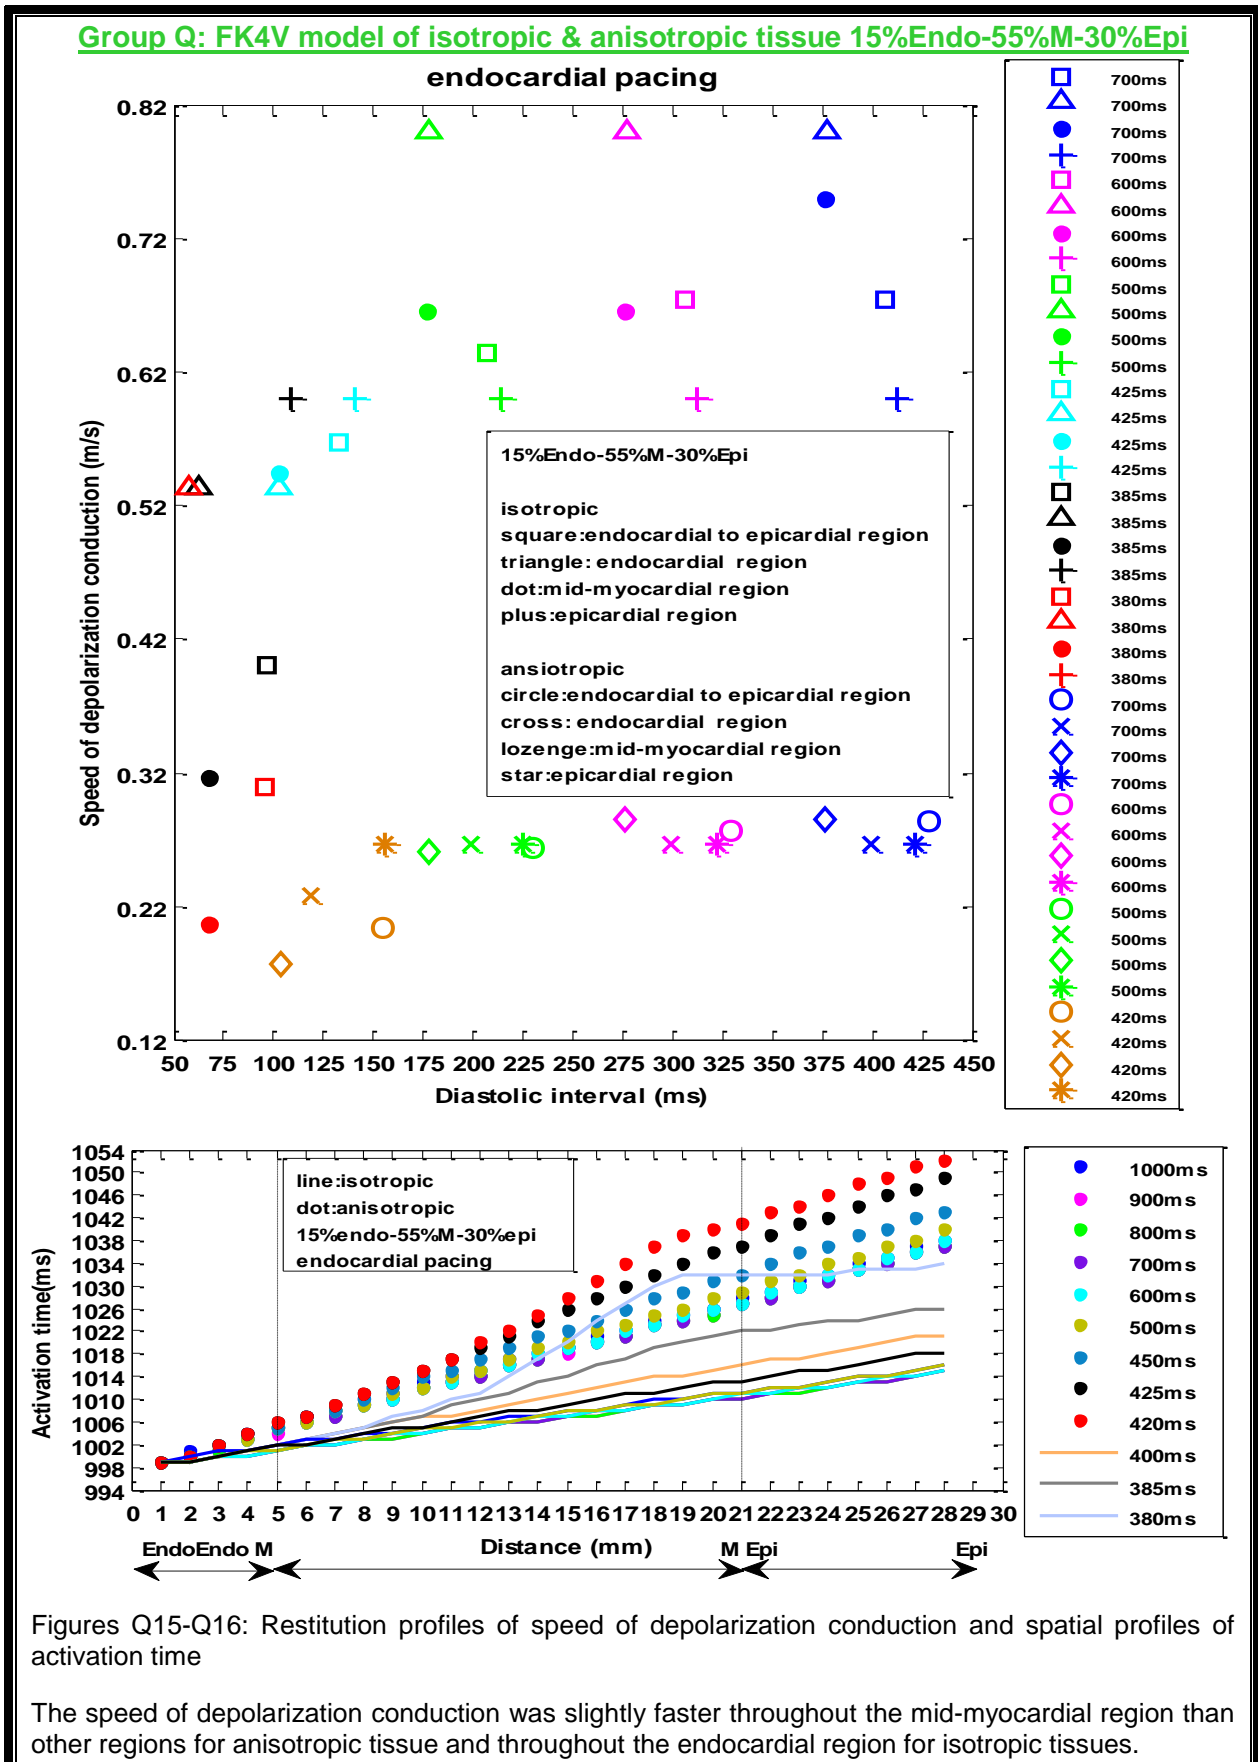 Group Q: FK4V model of isotropic & anisotropic tissue 15%Endo-55%M-30%Epi
endocardial pacing
0.82
0.72
0.62
0.52
0.42
0.32
0.22
0.12
Speed of depolarization conduction (m/s)
50 75 100 125 150 175 200 225 250 275 300 325 350 375 400 425 450
Diastolic interval (ms)
15%Endo-55%M-30%Epi
isotropic
square:endocardial to epicardial region
triangle: endocardial region
dot:mid-myocardial region
plus:epicardial region
ansiotropic
circle:endocardial to epicardial region
cross: endocardial region
lozenge:mid-myocardial region
star:epicardial region
700ms
700ms
700ms
700ms
600ms
600ms
600ms
600ms
500ms
500ms
500ms
500ms
425ms
425ms
425ms
425ms
385ms
385ms
385ms
385ms
380ms
380ms
380ms
380ms
700ms
700ms
700ms
700ms
600ms
600ms
600ms
600ms
500ms
500ms
500ms
500ms
420ms
420ms
420ms
420ms
1054
1050
1046
1042
1038
1034
1030
1026
1022
1018
1014
1010
1006
1002
998
994
Activation time(ms)
line:isotropic
dot:anisotropic
15%endo-55%M-30%epi
endocardial pacing
0 1 2 3 4 5 6 7 8 9 10 11 12 13 14 15 16 17 18 19 20 21 22 23 24 25 26 27 28 29 30
EndoEndo M Distance (mm) M Epi Epi
1000ms
900ms
800ms
700ms
600ms
500ms
450ms
425ms
420ms
400ms
385ms
380ms
Figures Q15-Q16: Restitution profiles of speed of depolarization conduction and spatial profiles of
activation time
The speed of depolarization conduction was slightly faster throughout the mid-myocardial region than
other regions for anisotropic tissue and throughout the endocardial region for isotropic tissues.